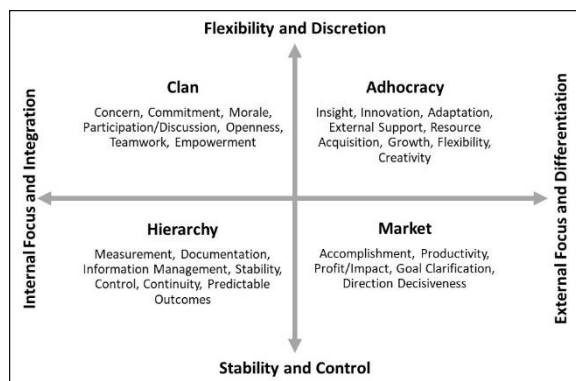 Flexibility and Discretion
Clan
Concern, Commitment, Morale,
Participation/Discussion, Openness,
Teamwork, Empowerment
Adhocracy
Insight, Innovation, Adaptation,
External Support, Resource
Acquisition, Growth, Flexibility,
Creativity
Internal Focus and Integration
External Focus and Differentiation
Hierarchy
Measurement, Documentation,
Information Management, Stability,
Control, Continuity, Predictable
Outcomes
Market
Accomplishment, Productivity,
Profit/Impact, Goal Clarification,
Direction Decisiveness
Stability and Control